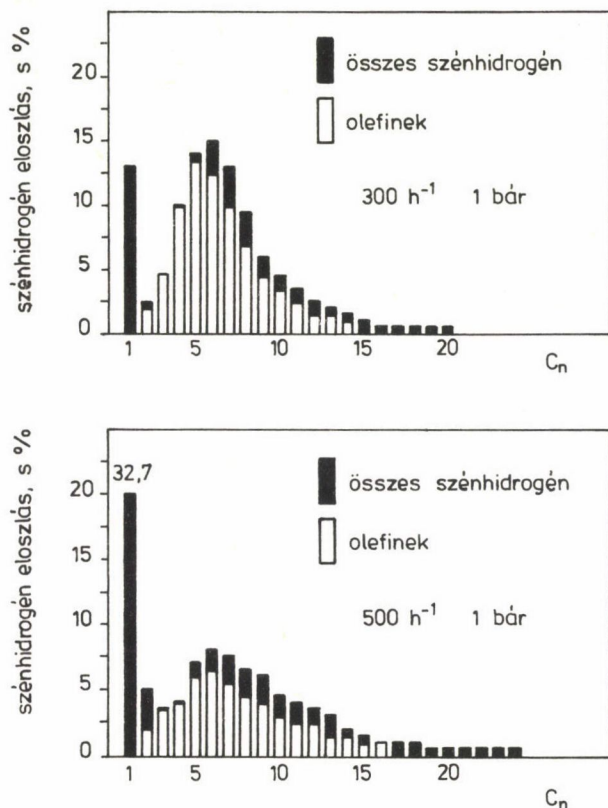 szénhidrogén eloszlás, s %
20
15
10
5
0
összes szénhidrogén
olefinek
300 h⁻¹ 1 bár
1 5 10 15 20
Cₙ
szénhidrogén eloszlás, s %
32,7
20
15
10
5
0
összes szénhidrogén
olefinek
500 h⁻¹ 1 bár
1 5 10 15 20
Cₙ